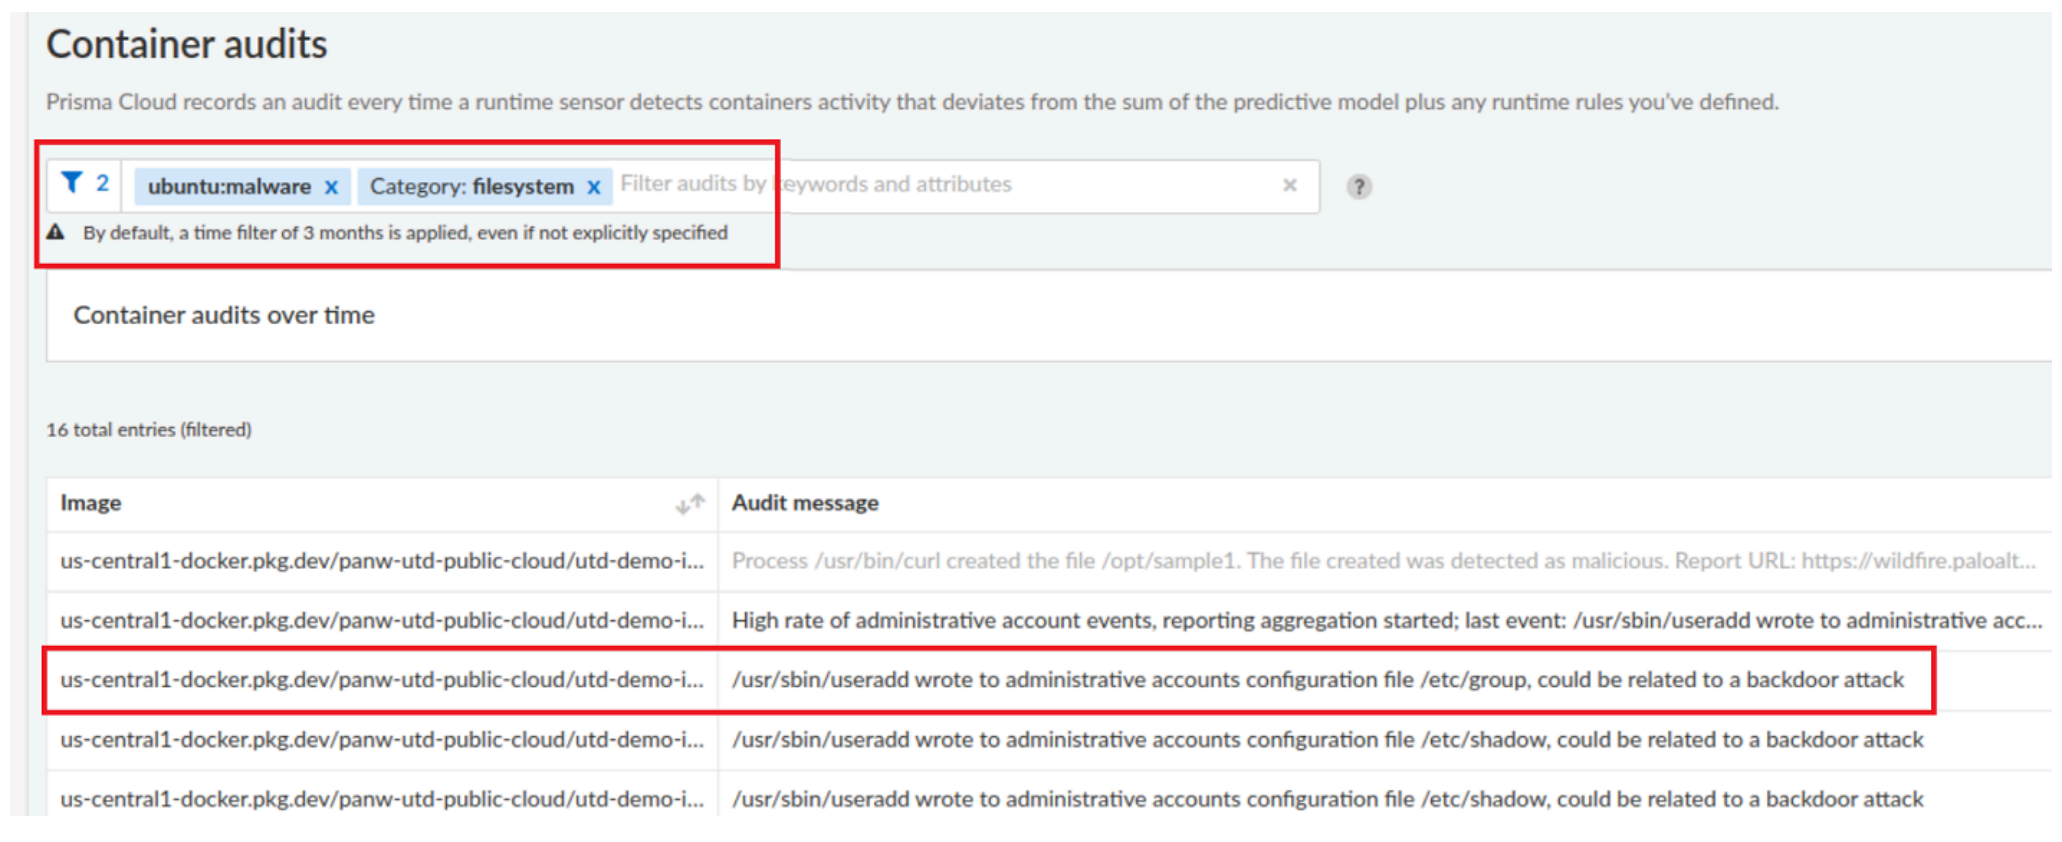 Container audits
Prisma Cloud records an audit every time a runtime sensor detects containers activity that deviates from the sum of the predictive model plus any runtime rules you've defined.
2 ubuntu:malware x Category: filesystem x Filter audits by keywords and attributes × ?
By default, a time filter of 3 months is applied, even if not explicitly specified
Container audits over time
16 total entries (filtered)
Image Audit message
us-central1-docker.pkg.dev/panw-utd-public-cloud/utd-demo-i... Process /usr/bin/curl created the file /opt/sample1. The file created was detected as malicious. Report URL: https://wildfire.paloalt...
us-central1-docker.pkg.dev/panw-utd-public-cloud/utd-demo-i... High rate of administrative account events, reporting aggregation started; last event: /usr/sbin/useradd wrote to administrative acc...
us-central1-docker.pkg.dev/panw-utd-public-cloud/utd-demo-i... /usr/sbin/useradd wrote to administrative accounts configuration file /etc/group, could be related to a backdoor attack
us-central1-docker.pkg.dev/panw-utd-public-cloud/utd-demo-i... /usr/sbin/useradd wrote to administrative accounts configuration file /etc/shadow, could be related to a backdoor attack
us-central1-docker.pkg.dev/panw-utd-public-cloud/utd-demo-i... /usr/sbin/useradd wrote to administrative accounts configuration file /etc/shadow, could be related to a backdoor attack